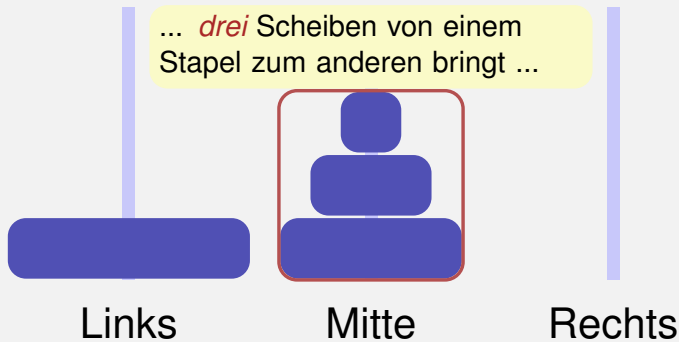 ... drei Scheiben von einem
Stapel zum anderen bringt ...
Links Mitte Rechts